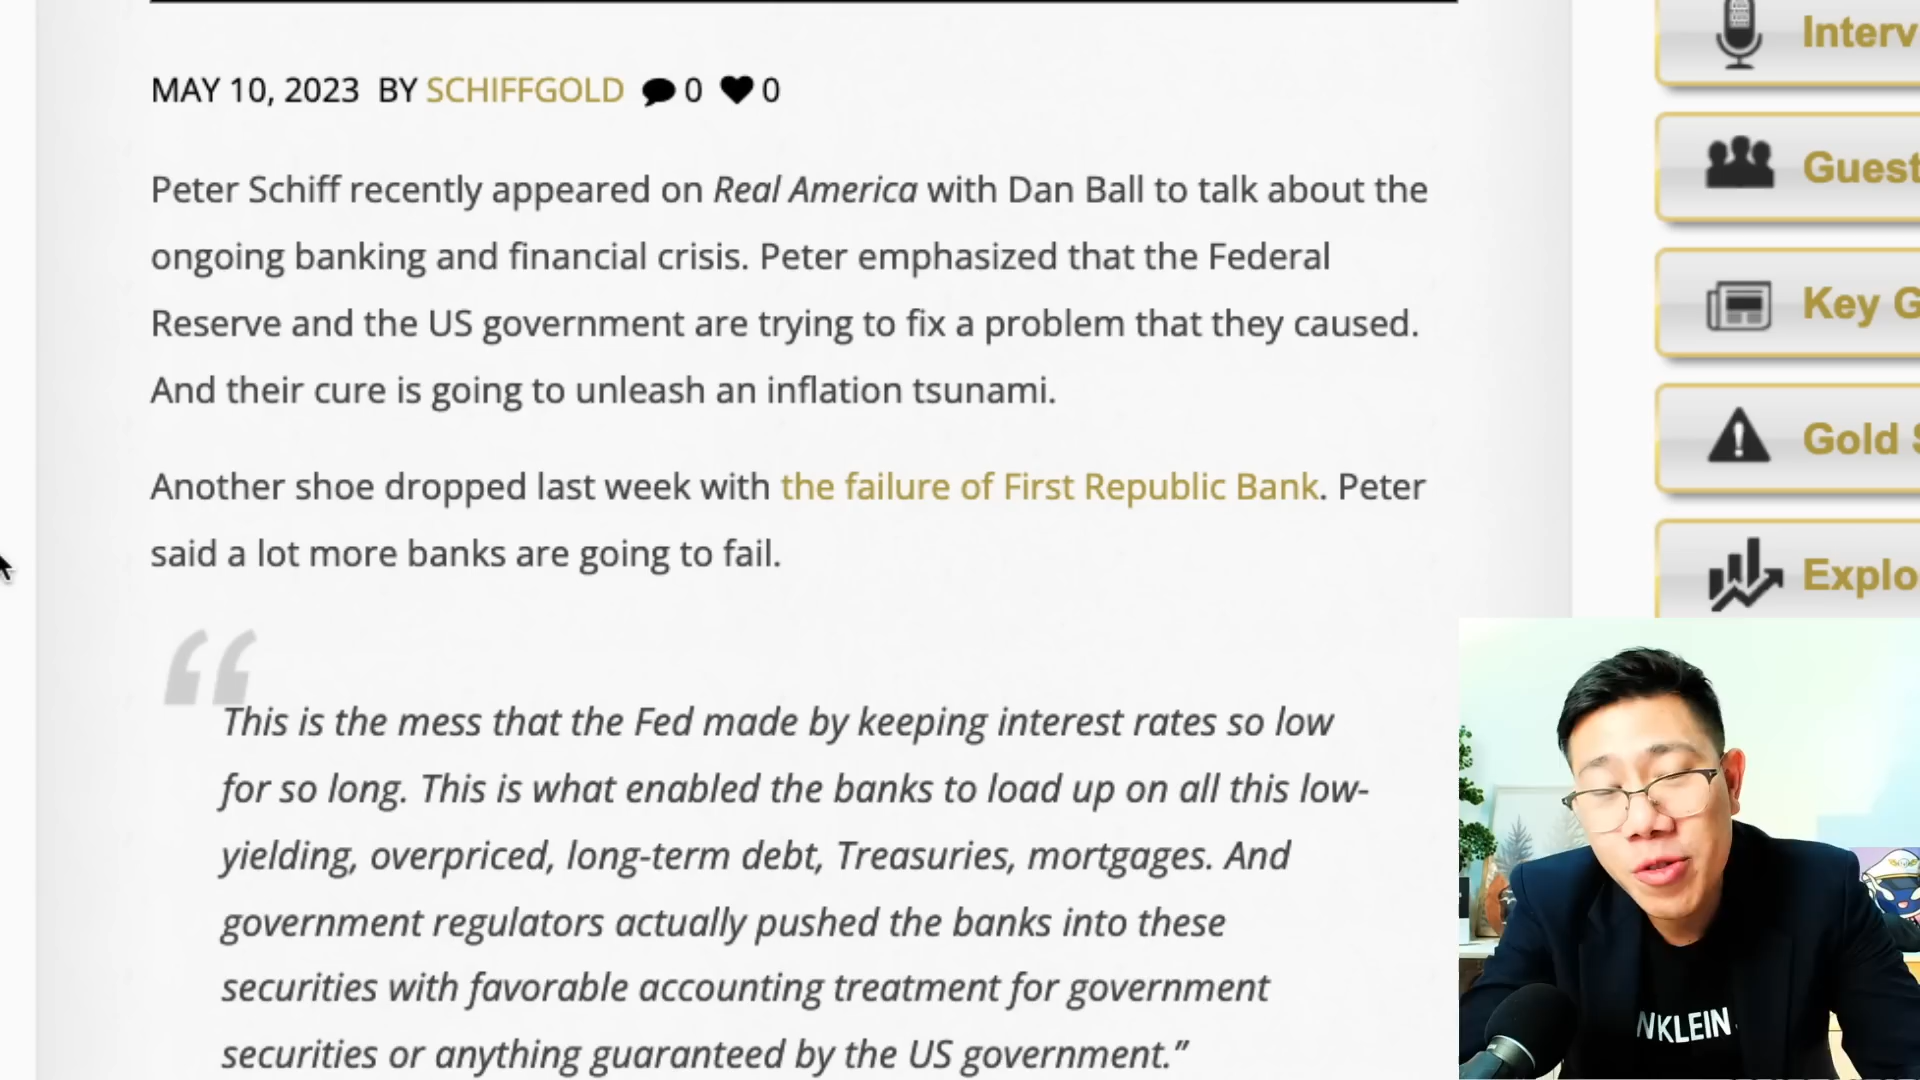 MAY 10, 2023 BY SCHIFFGOLD 0 0
Peter Schiff recently appeared on Real America with Dan Ball to talk about the
ongoing banking and financial crisis. Peter emphasized that the Federal
Reserve and the US government are trying to fix a problem that they caused.
And their cure is going to unleash an inflation tsunami.
Another shoe dropped last week with the failure of First Republic Bank. Peter
said a lot more banks are going to fail.
“
This is the mess that the Fed made by keeping interest rates so low
for so long. This is what enabled the banks to load up on all this low-
yielding, overpriced, long-term debt, Treasuries, mortgages. And
government regulators actually pushed the banks into these
securities with favorable accounting treatment for government
securities or anything guaranteed by the US government.”
Interv
Guest
Key G
Gold S
Explo
NKLEIN